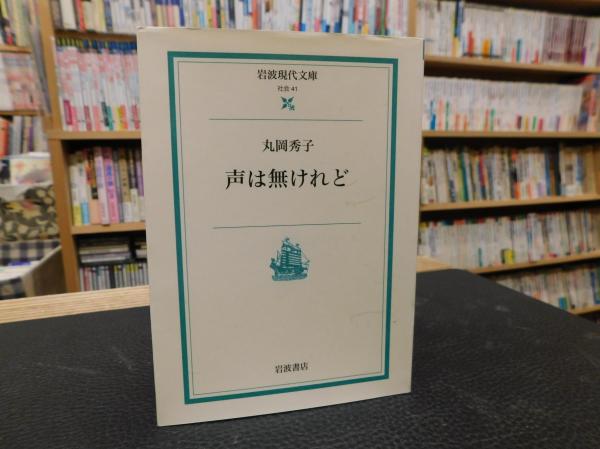 岩波現代文庫
社会 41
丸岡秀子
声は無けれど
岩波書店